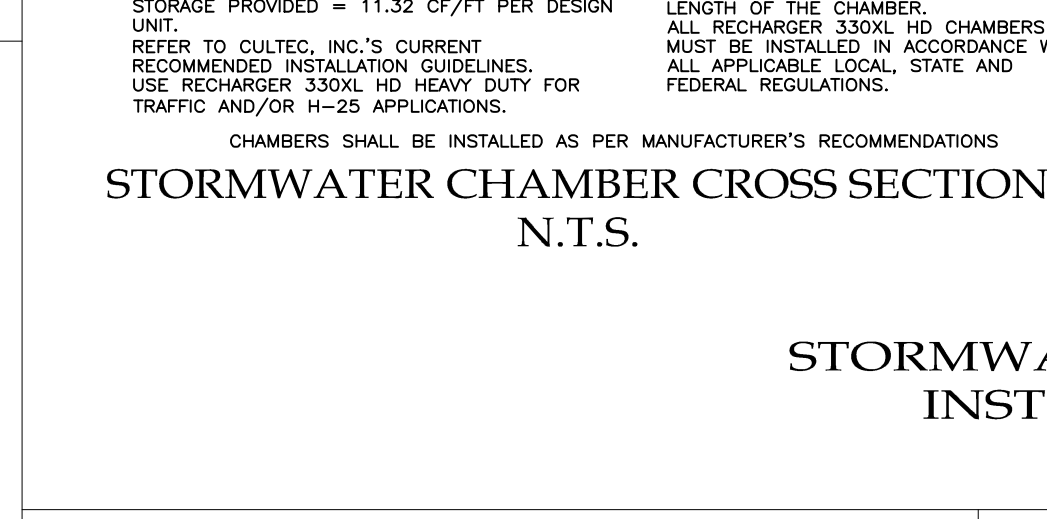 STORAGE PROVIDED = 11.32 CF/FT PER DESIGN
UNIT.
REFER TO CULTEC, INC.'S CURRENT
RECOMMENDED INSTALLATION GUIDELINES.
USE RECHARGER 330XL HD HEAVY DUTY FOR
TRAFFIC AND/OR H-25 APPLICATIONS.
LENGTH OF THE CHAMBER.
ALL RECHARGER 330XL HD CHAMBERS
MUST BE INSTALLED IN ACCORDANCE
ALL APPLICABLE LOCAL, STATE AND
FEDERAL REGULATIONS.
CHAMBERS SHALL BE INSTALLED AS PER MANUFACTURER'S RECOMMENDATIONS
STORMWATER CHAMBER CROSS SECTION
N.T.S.
STORMWA
INST